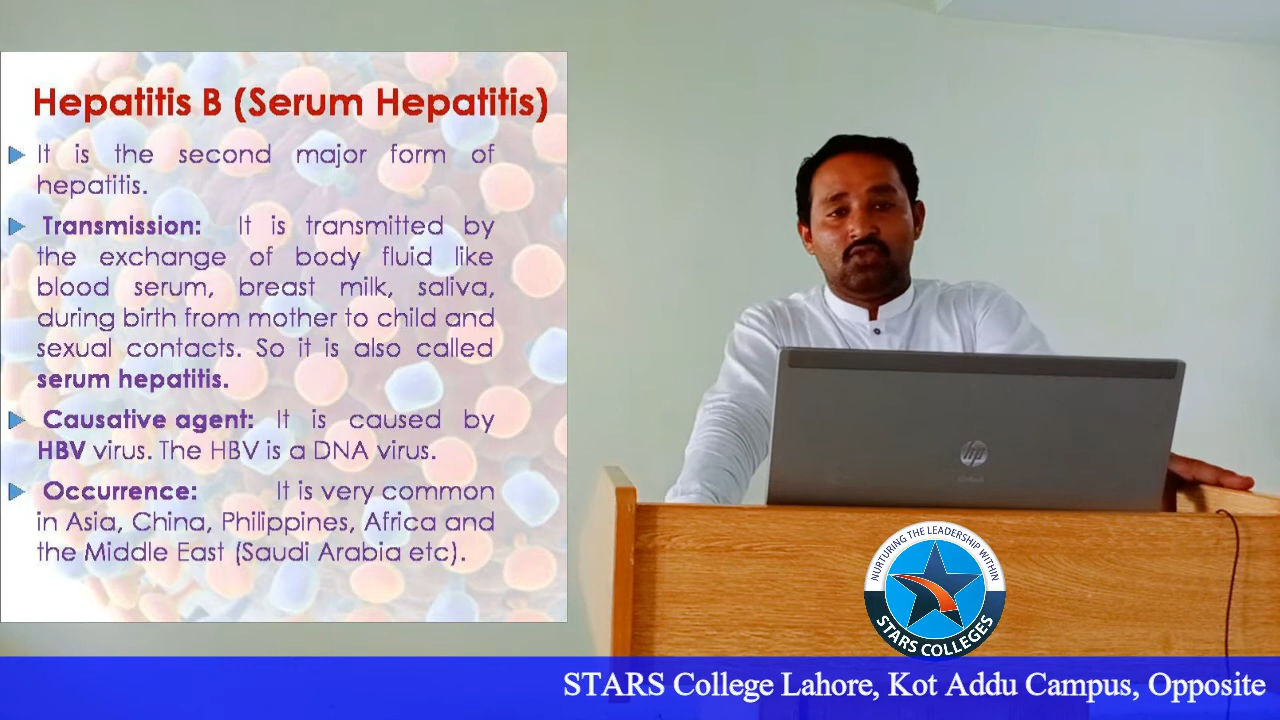 Hepatitis B (Serum Hepatitis)
It is the second major form of
hepatitis.
Transmission: It is transmitted by
the exchange of body fluid like
blood serum, breast milk, saliva,
during birth from mother to child and
sexual contacts. So it is also called
serum hepatitis.
Causative agent: It is caused by
HBV virus. The HBV is a DNA virus.
Occurrence: It is very common
in Asia, China, Philippines, Africa and
the Middle East (Saudi Arabia etc).
hp
NURTURING THE LEADERSHIP WITHIN
STARS COLLEGES
STARS College Lahore, Kot Addu Campus, Opposite